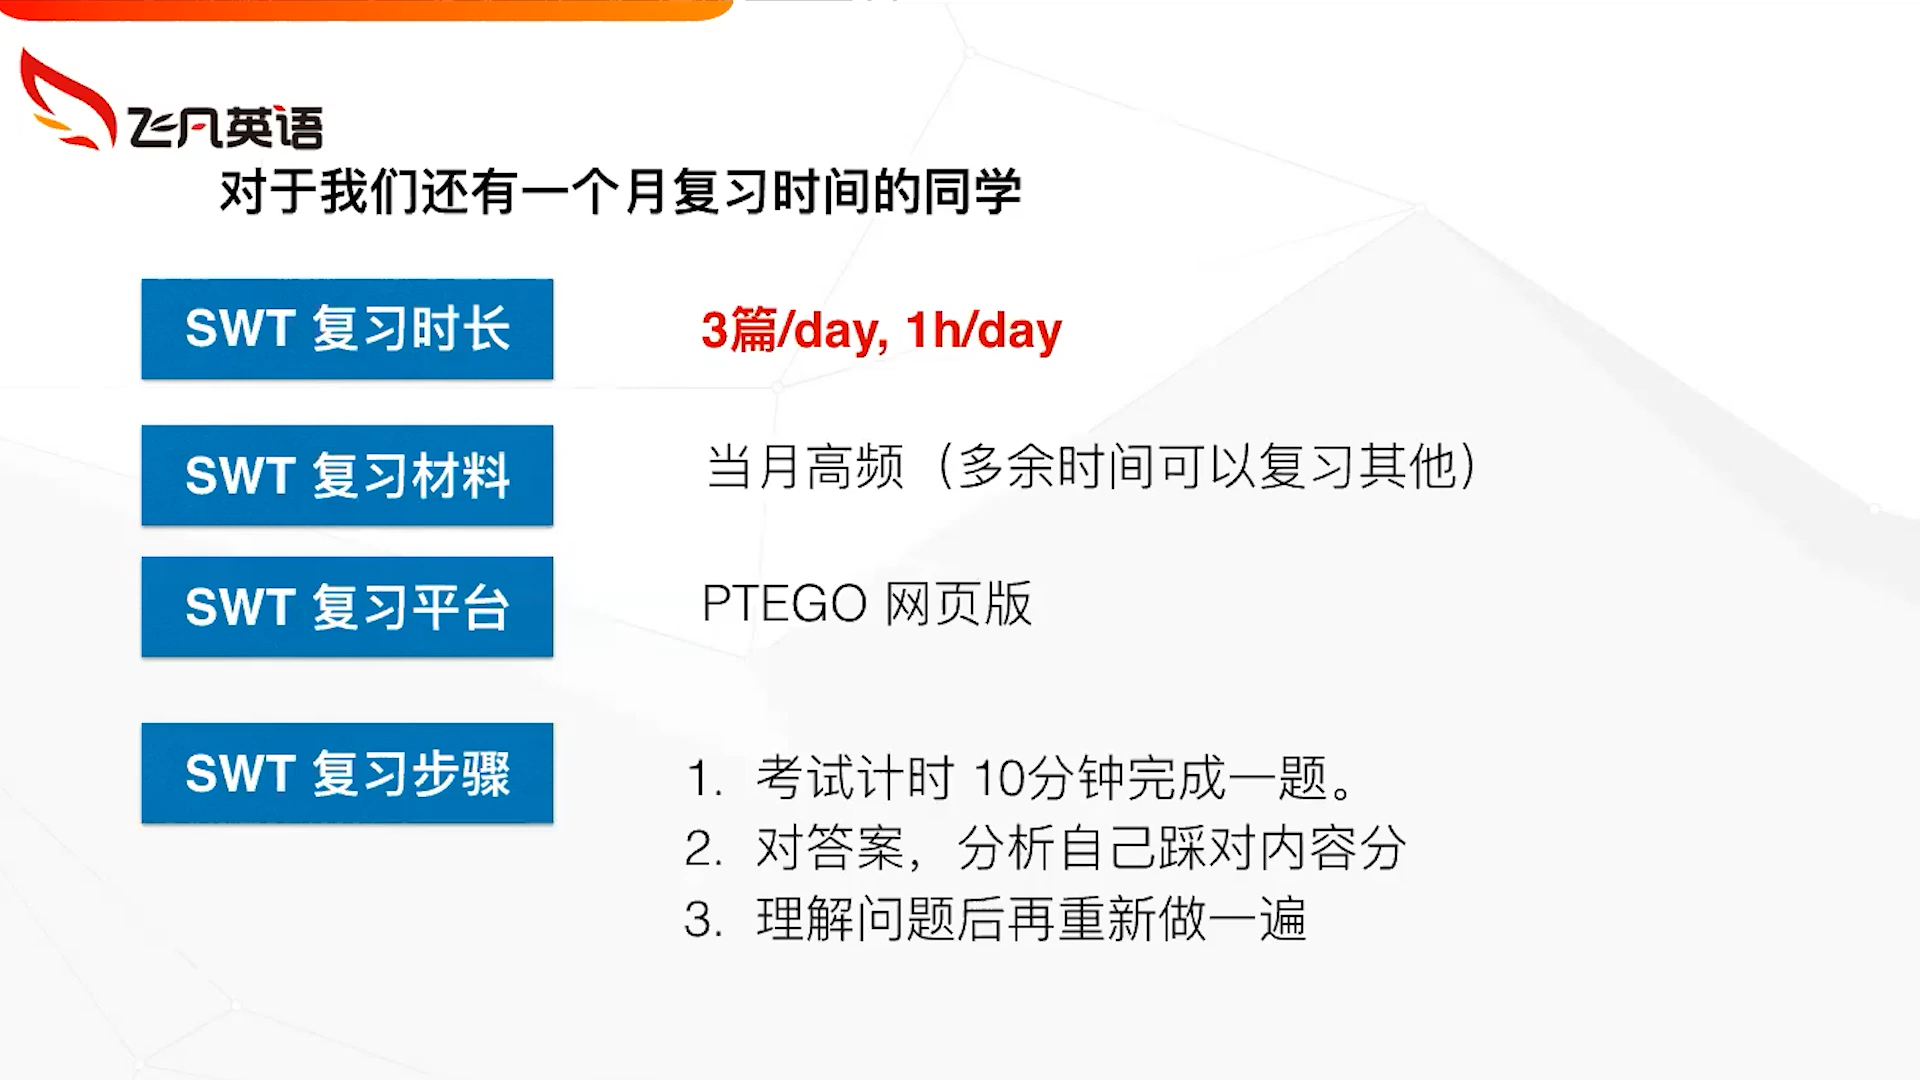 飞凡英语
对于我们还有一个月复习时间的同学
SWT 复习时长
3篇/day, 1h/day
SWT 复习材料
当月高频（多余时间可以复习其他）
SWT 复习平台
PTEGO 网页版
SWT 复习步骤
1. 考试计时 10分钟完成一题。
2. 对答案，分析自己踩对内容分
3. 理解问题后再重新做一遍